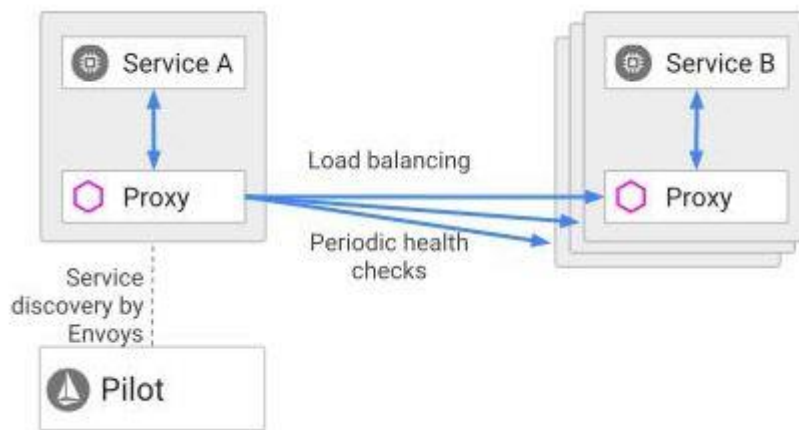 Service A
Service B
Load balancing
Proxy
Proxy
Periodic health
checks
Service
discovery by
Envoys
Pilot